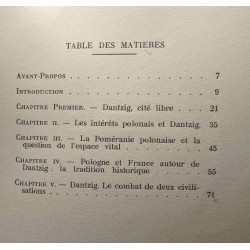 TABLE DES MATIERES
AVANT-PROPOS . . . . . . . . . . 7
INTRODUCTION . . . . . . . . . . 9
CHAPITRE PREMIER. — Dantzig, cité libre . . . 21
CHAPITRE II. — Les intérêts polonais et Dantzig. 35
CHAPITRE III. — La Poméranie polonaise et la
question de l'espace vital . . . . . . 45
CHAPITRE IV. — Pologne et France autour de
Dantzig : la tradition historique . . . . 55
CHAPITRE V. — Dantzig. Le combat de deux civili-
sations . . . . . . . . . . 71